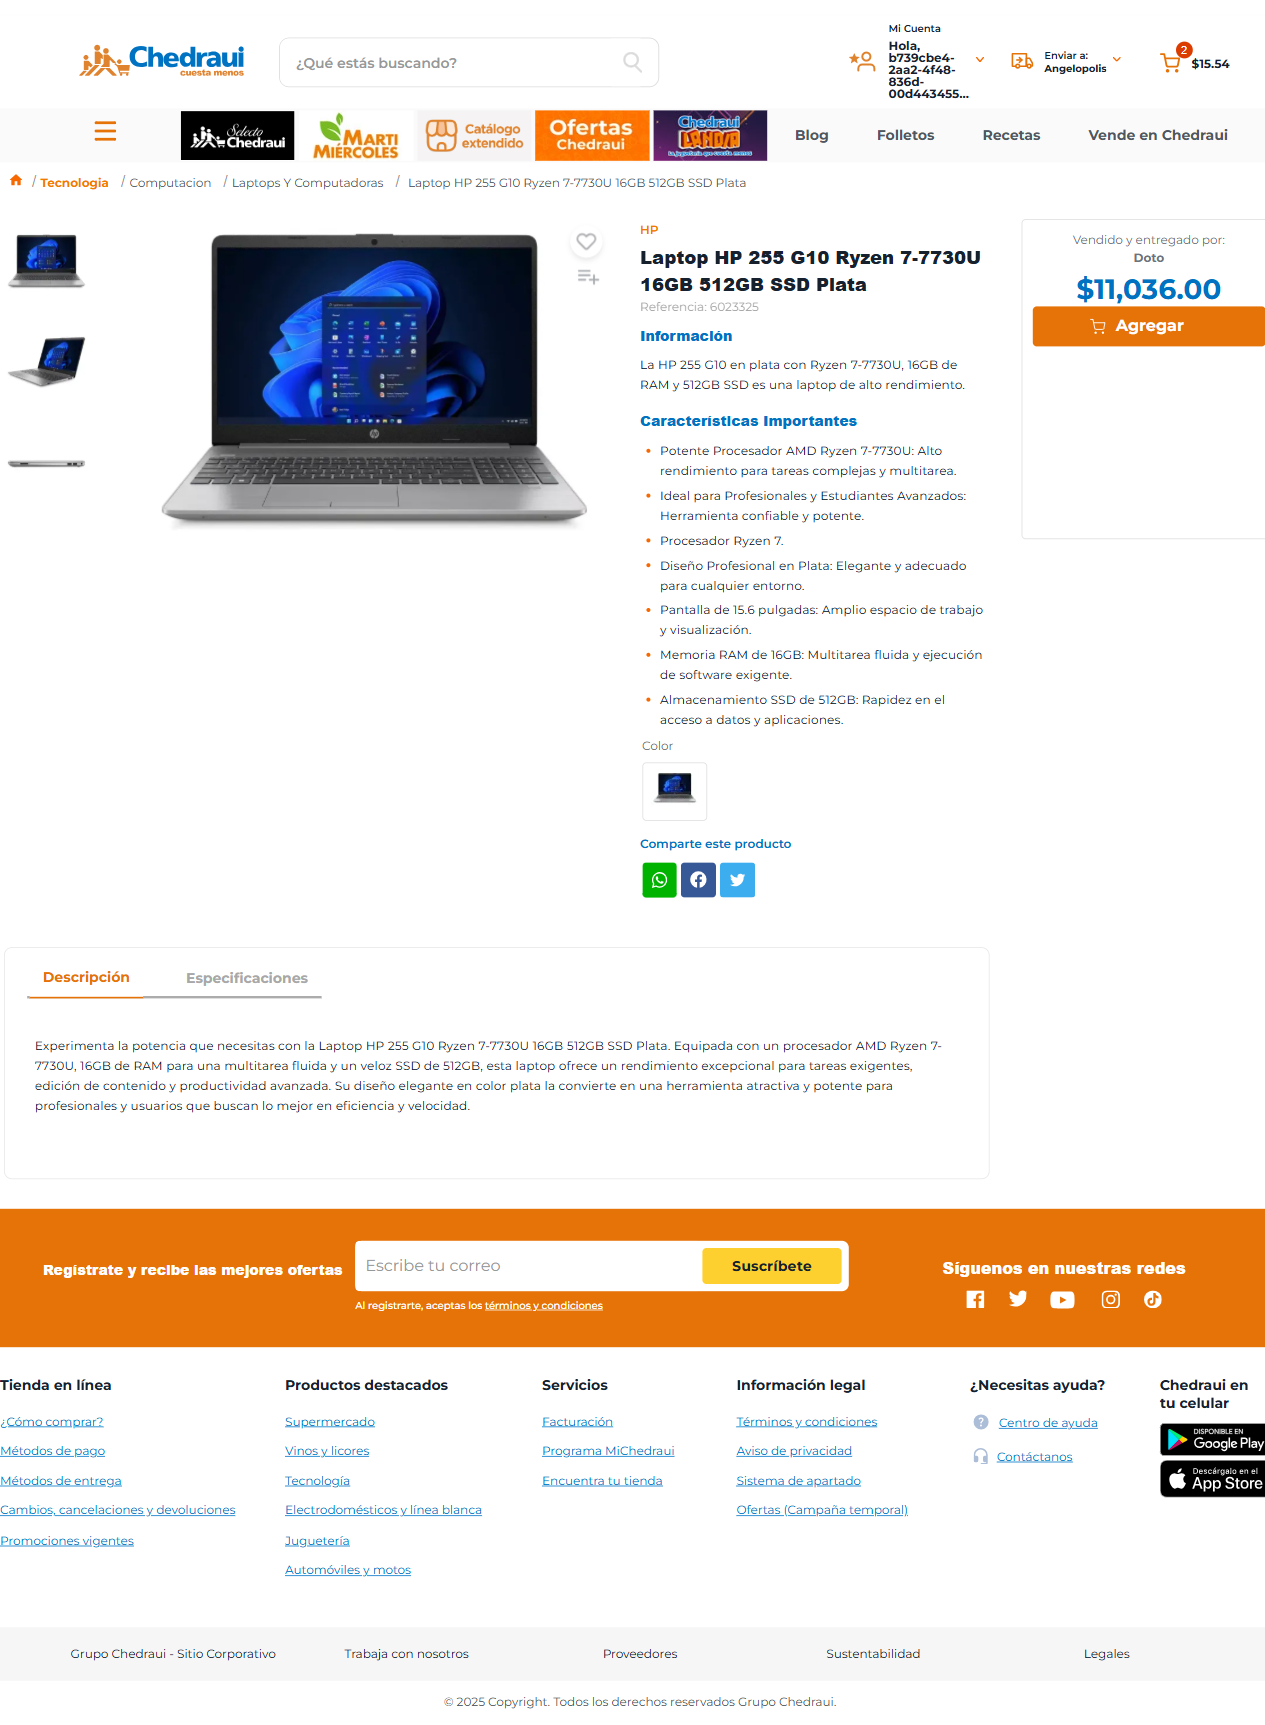 Chedraui
cuesta menos
¿Qué estás buscando?
Mi Cuenta
Hola,
b739cbe4-
2aa2-4f48-
836d-
00d443455...
Enviar a:
Angelopolis
2
$15.54
Selecto
Chedraui
MARTI
MIÉRCOLES
Catálogo
extendido
Ofertas
Chedraui
Chedraui
LANDIA
la juguetería que cuesta menos
Blog
Folletos
Recetas
Vende en Chedraui
/ Tecnologia / Computacion / Laptops Y Computadoras / Laptop HP 255 G10 Ryzen 7-7730U 16GB 512GB SSD Plata
HP
Laptop HP 255 G10 Ryzen 7-7730U
16GB 512GB SSD Plata
Referencia: 6023325
Información
La HP 255 G10 en plata con Ryzen 7-7730U, 16GB de
RAM y 512GB SSD es una laptop de alto rendimiento.
Características Importantes
• Potente Procesador AMD Ryzen 7-7730U: Alto
rendimiento para tareas complejas y multitarea.
• Ideal para Profesionales y Estudiantes Avanzados:
Herramienta confiable y potente.
• Procesador Ryzen 7.
• Diseño Profesional en Plata: Elegante y adecuado
para cualquier entorno.
• Pantalla de 15.6 pulgadas: Amplio espacio de trabajo
y visualización.
• Memoria RAM de 16GB: Multitarea fluida y ejecución
de software exigente.
• Almacenamiento SSD de 512GB: Rapidez en el
acceso a datos y aplicaciones.
Color
Comparte este producto
Vendido y entregado por:
Doto
$11,036.00
Agregar
Descripción
Especificaciones
Experimenta la potencia que necesitas con la Laptop HP 255 G10 Ryzen 7-7730U 16GB 512GB SSD Plata. Equipada con un procesador AMD Ryzen 7-
7730U, 16GB de RAM para una multitarea fluida y un veloz SSD de 512GB, esta laptop ofrece un rendimiento excepcional para tareas exigentes,
edición de contenido y productividad avanzada. Su diseño elegante en color plata la convierte en una herramienta atractiva y potente para
profesionales y usuarios que buscan lo mejor en eficiencia y velocidad.
Regístrate y recibe las mejores ofertas
Escribe tu correo
Suscríbete
Al registrarte, aceptas los términos y condiciones
Síguenos en nuestras redes
Tienda en línea
¿Cómo comprar?
Métodos de pago
Métodos de entrega
Cambios, cancelaciones y devoluciones
Promociones vigentes
Productos destacados
Supermercado
Vinos y licores
Tecnología
Electrodomésticos y línea blanca
Juguetería
Automóviles y motos
Servicios
Facturación
Programa MiChedraui
Encuentra tu tienda
Información legal
Términos y condiciones
Aviso de privacidad
Sistema de apartado
Ofertas (Campaña temporal)
¿Necesitas ayuda?
Centro de ayuda
Contáctanos
Chedraui en
tu celular
DISPONIBLE EN
Google Play
Descárgalo en el
App Store
Grupo Chedraui - Sitio Corporativo
Trabaja con nosotros
Proveedores
Sustentabilidad
Legales
© 2025 Copyright. Todos los derechos reservados Grupo Chedraui.